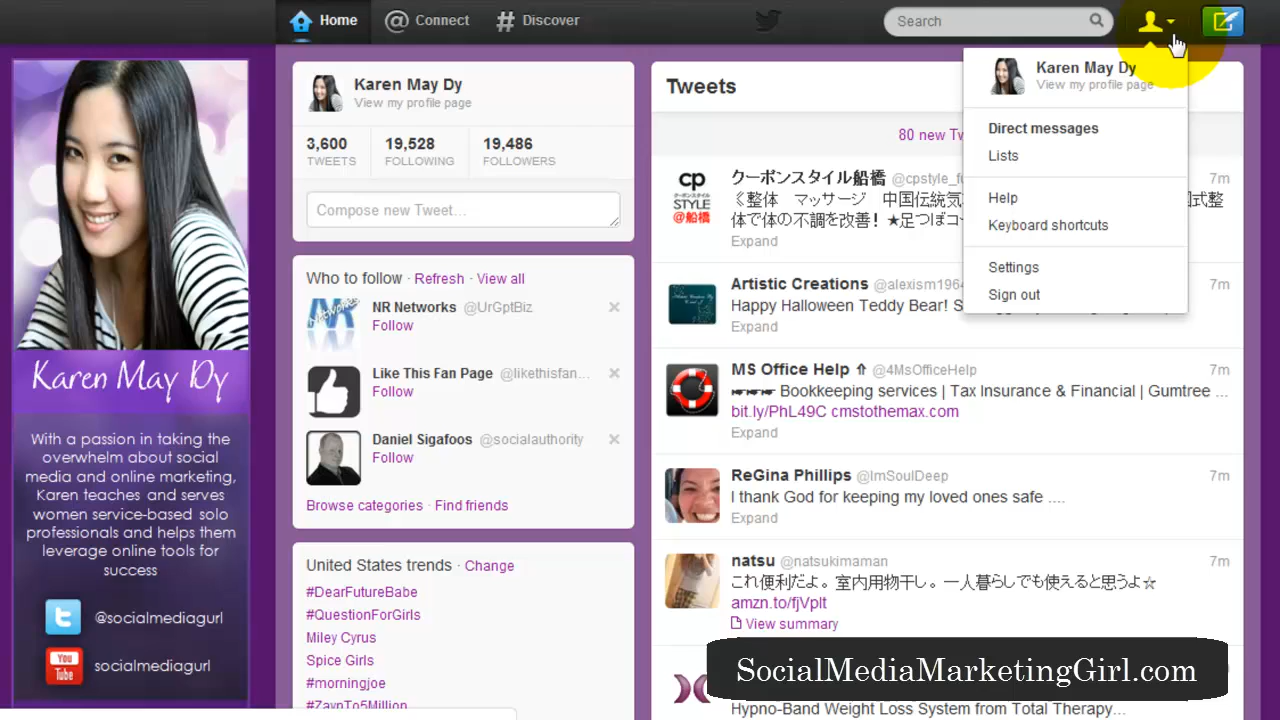 Home
Connect
Discover
Search
Karen May Dy
With a passion in taking the
overwhelm about social
media and online marketing,
Karen teaches and serves
women service-based solo
professionals and helps them
leverage online tools for
success
@socialmediagurl
You
Tube
socialmediagurl
Karen May Dy
View my profile page
3,600 19,528 19,486
TWEETS FOLLOWING FOLLOWERS
Compose new Tweet...
Who to follow · Refresh · View all
NR Networks @UrGptBiz
Follow
Like This Fan Page @likethisfan...
Follow
Daniel Sigafoos @socialauthority
Follow
Browse categories · Find friends
United States trends · Change
#DearFutureBabe
#QuestionForGirls
Miley Cyrus
Spice Girls
#morningjoe
#ZaynTo5Million
Karen May Dy
View my profile page
Direct messages
Lists
Help
Keyboard shortcuts
Settings
Sign out
Tweets
80 new
cp
STYLE
@船橋
クーポンスタイル船橋 7m
《整体 マッサージ 中国伝統 式整
体で体の不調を改善！ ★足つぼ
Expand
Artistic Creations 7m
Happy Halloween Teddy Bear!
Expand
MS Office Help ⇑ @4MsOfficeHelp 7m
☛☛☛ Bookkeeping services | Tax Insurance & Financial | Gumtree ...
bit.ly/PhL49C cmstothemax.com
Expand
ReGina Phillips @ImSoulDeep 7m
I thank God for keeping my loved ones safe ....
Expand
natsu @natsukimaman 7m
これ便利だよ。室内用物干し。一人暮らしでも使えると思うよ☆
amzn.to/fjVplt
View summary
SocialMediaMarketingGirl.com
Hypno-Band Weight Loss System from Total Therapy...